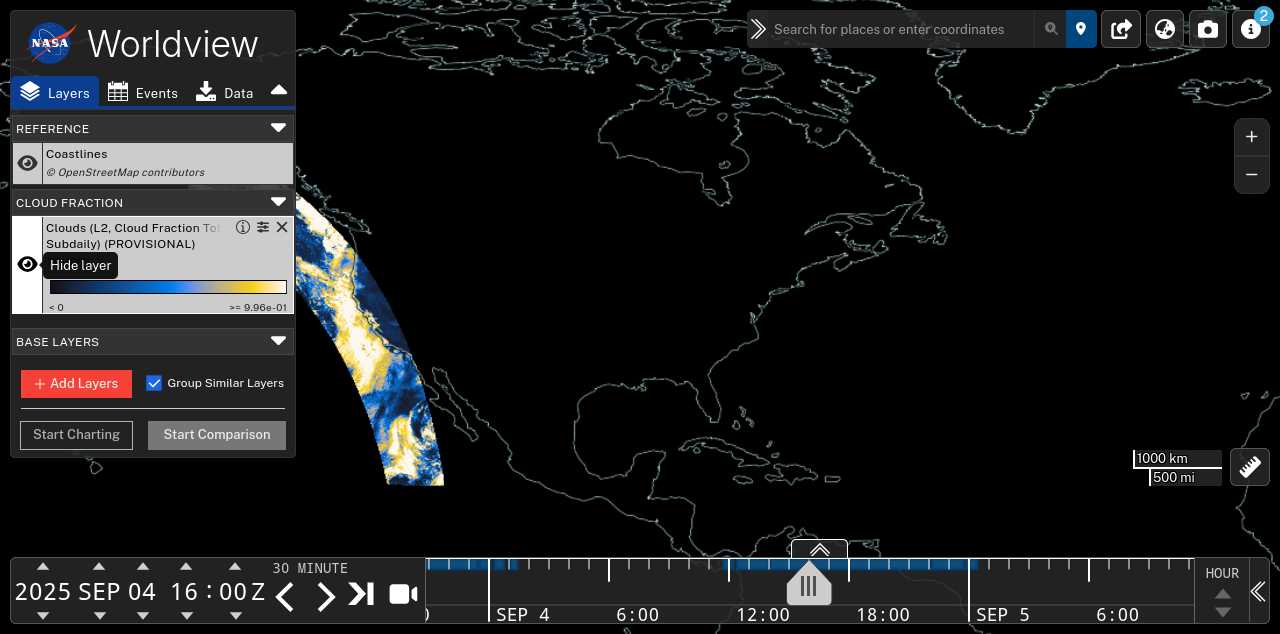 NASA Worldview
Search for places or enter coordinates
2
Layers Events Data
REFERENCE
Coastlines
© OpenStreetMap contributors
CLOUD FRACTION
Clouds (L2, Cloud Fraction
Subdaily) (PROVISIONAL)
Hide layer
< 0 >= 9.96e-01
BASE LAYERS
+ Add Layers Group Similar Layers
Start Charting Start Comparison
+
−
1000 km
500 mi
2025 SEP 04 16:00Z
30 MINUTE
SEP 4 6:00 12:00 18:00 SEP 5 6:00
HOUR